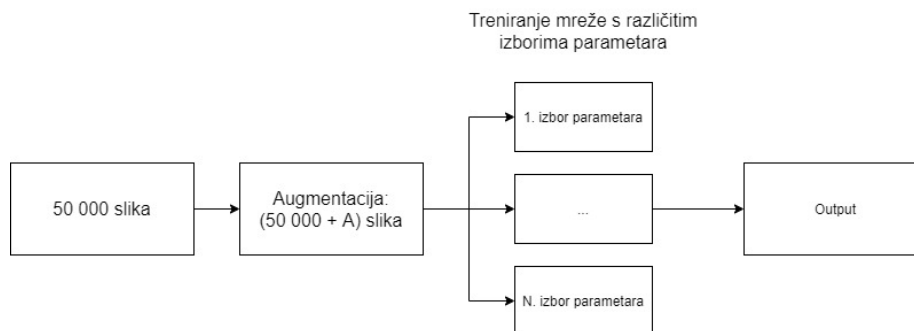 Treniranje mreže s različitim
izborima parametara
1. izbor parametara
50 000 slika
Augmentacija:
(50 000 + A) slika
...
Output
N. izbor parametara